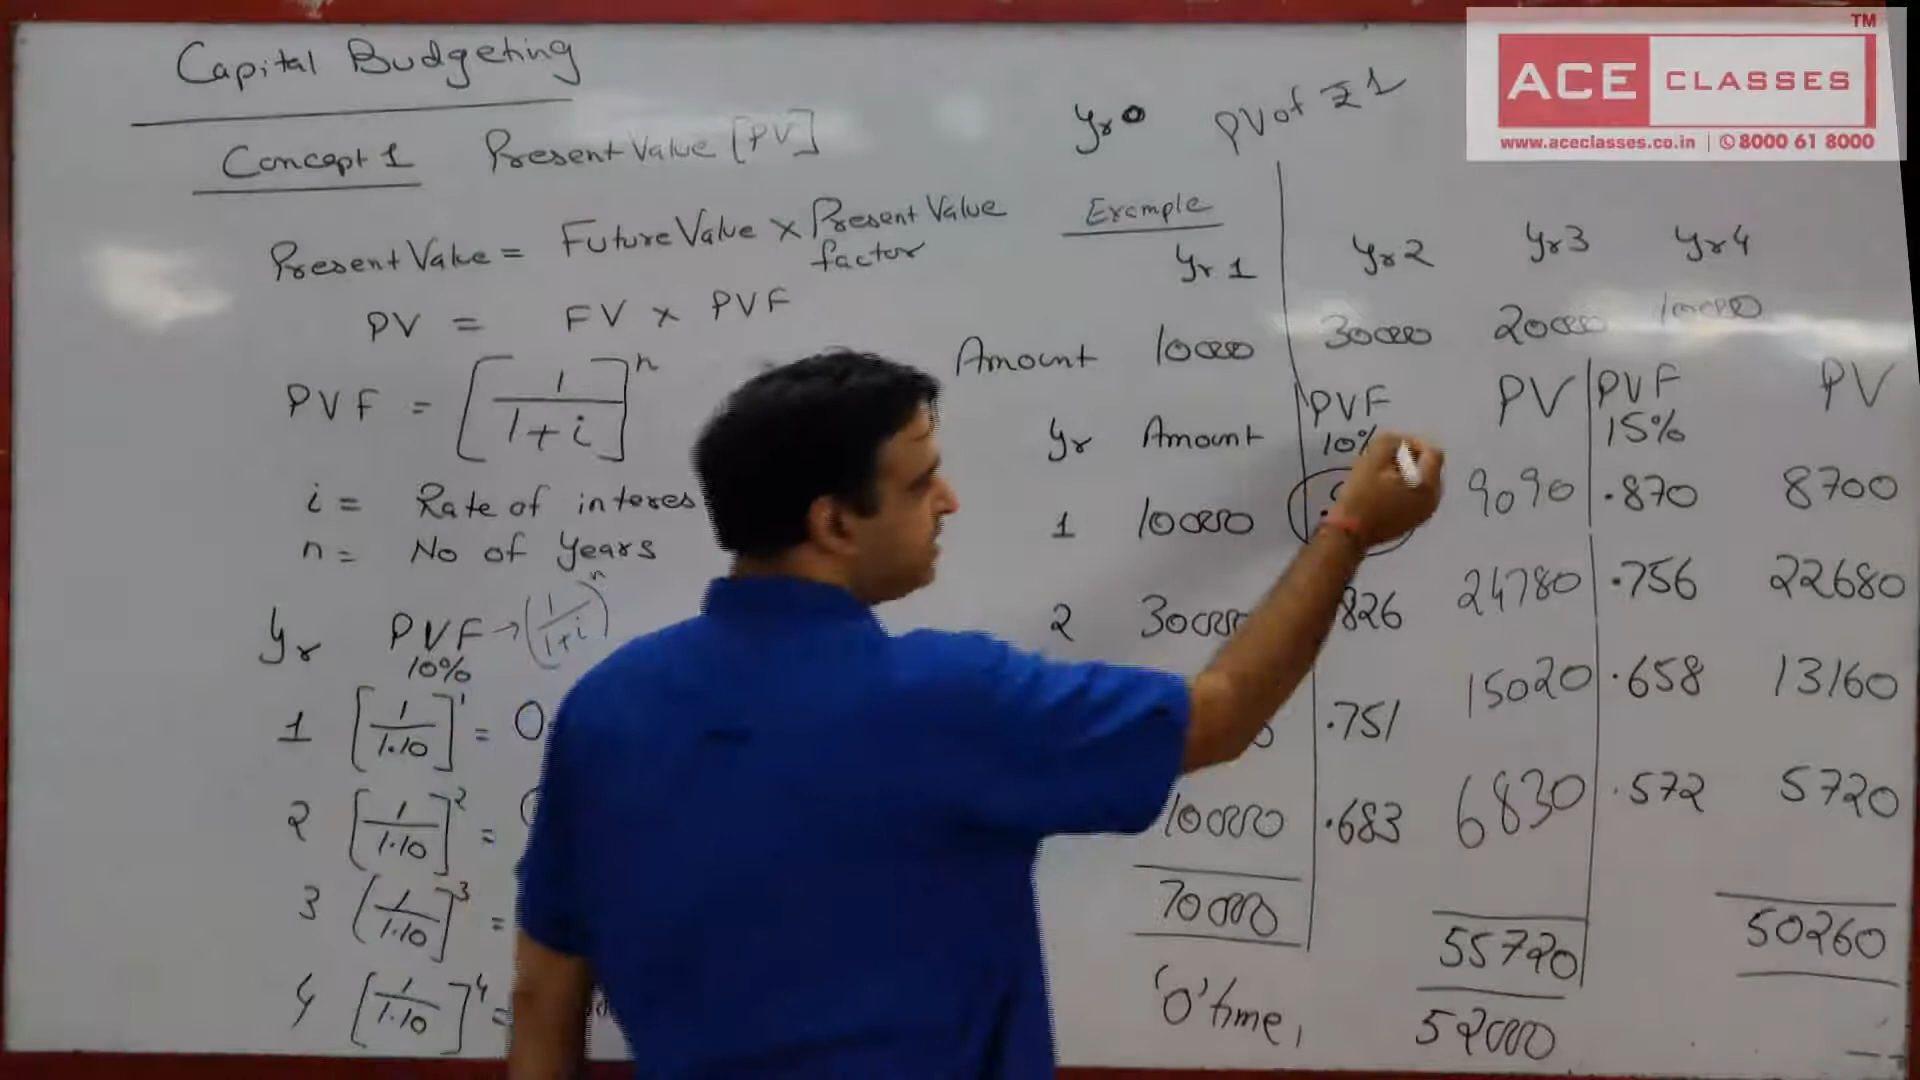 Capital Budgeting
Concept 1 Present Value [PV]
Present Value = Future Value × Present Value
factor
PV = FV × PVF
PVF = [1/1+i]^n
i = Rate of interes
n = No of Years
Yr PVF → (1/1+i)^n
10%
1 [1/1.10]^1 = 0
2 [1/1.10]^2 =
3 (1/1.10]^3 =
4 [1/1.10]^4 =
Yr 0 PV of ₹1
Example
Yr 1 Yr 2 Yr 3 Yr 4
Amount 10000 30000 20000 10000
Yr Amount PVF PV PVF PV
10% 15%
1 10000 9090 .870 8700
2 30000 826 24780 .756 22680
.751 15020 .658 13160
10000 .683 6830 .572 5720
70000 55720 50260
'0' time, 52000
TM
ACE CLASSES
www.aceclasses.co.in | 8000 61 8000